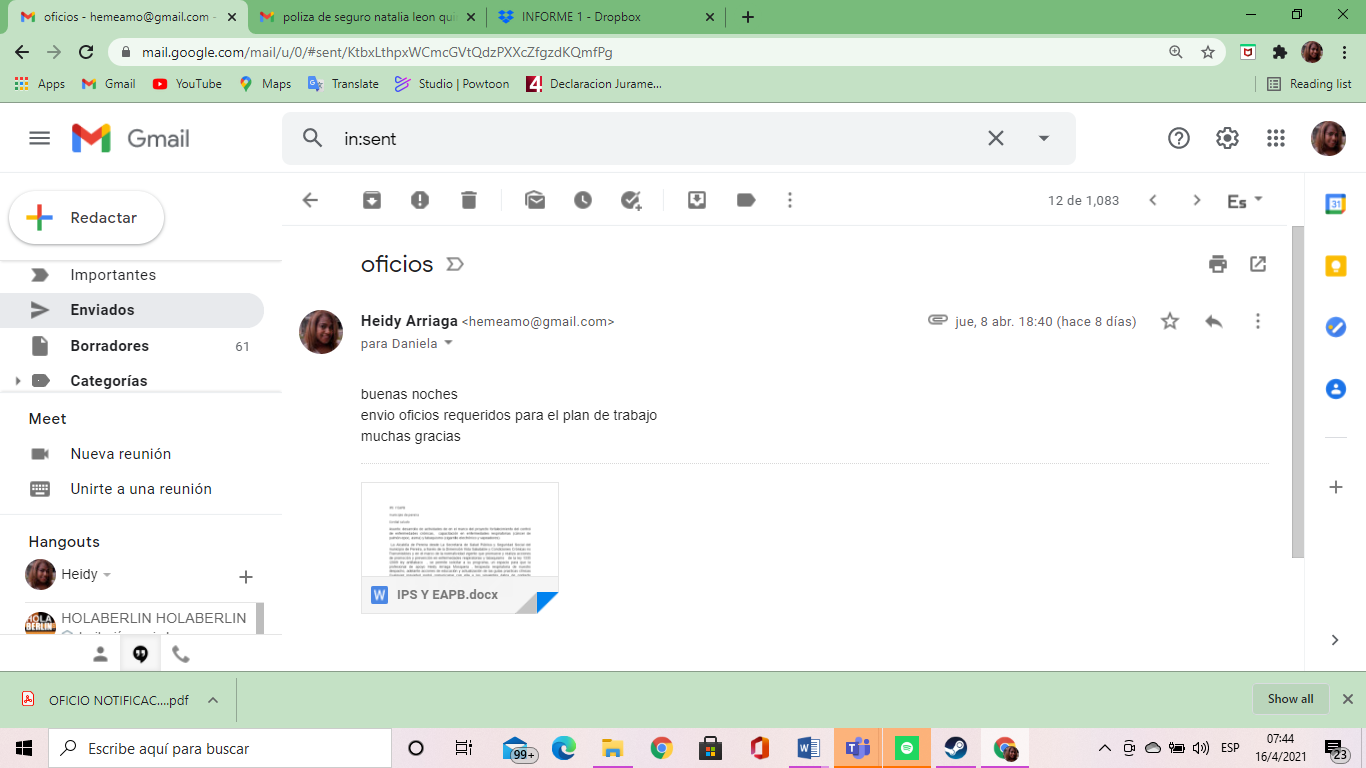 oficios - hemeamo@gmail.com -
poliza de seguro natalia leon qui
INFORME 1 - Dropbox
mail.google.com/mail/u/0/#sent/KtbxLthpxWCmcGVtQdzPXXcZfgzdKQmfPg
Apps
Gmail
YouTube
Maps
Translate
Studio | Powtoon
Declaracion Jurame...
Reading list
Gmail
in:sent
Redactar
12 de 1,083
Es
Importantes
Enviados
Borradores 61
Categorías
oficios
Heidy Arriaga <hemeamo@gmail.com>
jue, 8 abr. 18:40 (hace 8 días)
para Daniela
buenas noches
envio oficios requeridos para el plan de trabajo
muchas gracias
W IPS Y EAPB.docx
Meet
Nueva reunión
Unirte a una reunión
Hangouts
Heidy
HOLABERLIN HOLABERLIN
OFICIO NOTIFICAC....pdf
Show all
Escribe aquí para buscar
99+
ESP
07:44
16/4/2021
23